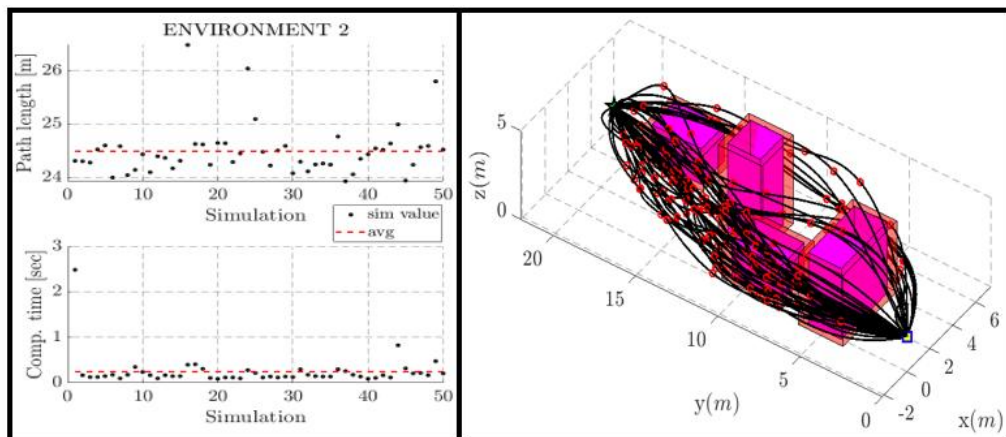 ENVIRONMENT 2
Path length [m]
26
25
24
0 10 20 30 40 50
Simulation
sim value
avg
Comp. time [sec]
3
2
1
0
0 10 20 30 40 50
Simulation
z(m)
5
0
20
15
10
5
0
y(m)
-2
0
2
4
6
x(m)